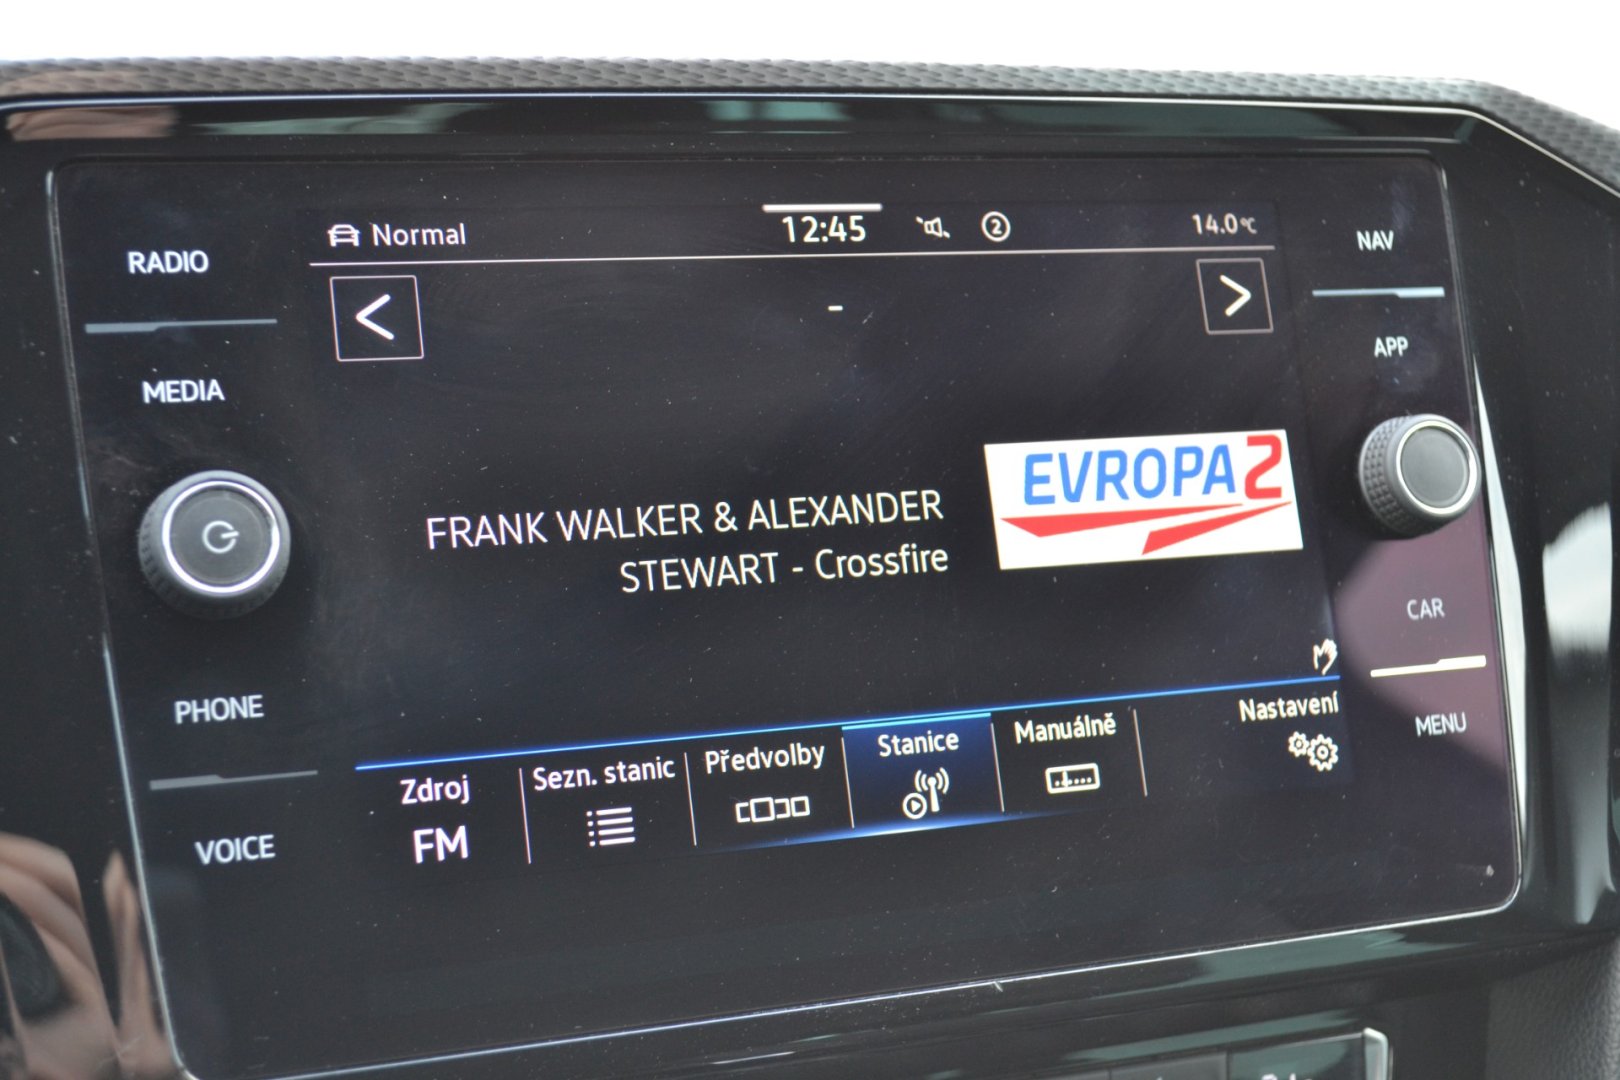 Normal
12:45
2
14.0°C
RADIO
MEDIA
PHONE
VOICE
NAV
APP
CAR
MENU
-
FRANK WALKER & ALEXANDER
STEWART - Crossfire
EVROPA 2
Zdroj
FM
Sezn. stanic
Předvolby
Stanice
Manuálně
Nastavení